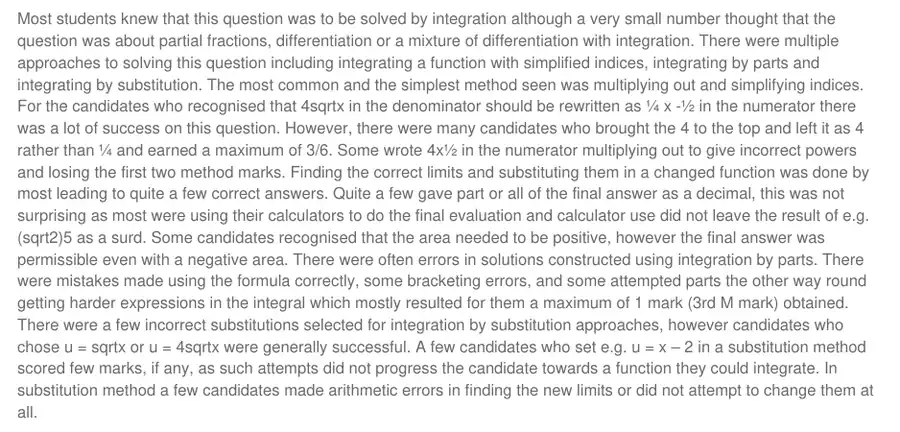 Most students knew that this question was to be solved by integration although a very small number thought that the
question was about partial fractions, differentiation or a mixture of differentiation with integration. There were multiple
approaches to solving this question including integrating a function with simplified indices, integrating by parts and
integrating by substitution. The most common and the simplest method seen was multiplying out and simplifying indices.
For the candidates who recognised that 4sqrtx in the denominator should be rewritten as ¼ x -½ in the numerator there
was a lot of success on this question. However, there were many candidates who brought the 4 to the top and left it as 4
rather than ¼ and earned a maximum of 3/6. Some wrote 4x½ in the numerator multiplying out to give incorrect powers
and losing the first two method marks. Finding the correct limits and substituting them in a changed function was done by
most leading to quite a few correct answers. Quite a few gave part or all of the final answer as a decimal, this was not
surprising as most were using their calculators to do the final evaluation and calculator use did not leave the result of e.g.
(sqrt2)5 as a surd. Some candidates recognised that the area needed to be positive, however the final answer was
permissible even with a negative area. There were often errors in solutions constructed using integration by parts. There
were mistakes made using the formula correctly, some bracketing errors, and some attempted parts the other way round
getting harder expressions in the integral which mostly resulted for them a maximum of 1 mark (3rd M mark) obtained.
There were a few incorrect substitutions selected for integration by substitution approaches, however candidates who
chose u = sqrtx or u = 4sqrtx were generally successful. A few candidates who set e.g. u = x – 2 in a substitution method
scored few marks, if any, as such attempts did not progress the candidate towards a function they could integrate. In
substitution method a few candidates made arithmetic errors in finding the new limits or did not attempt to change them at
all.